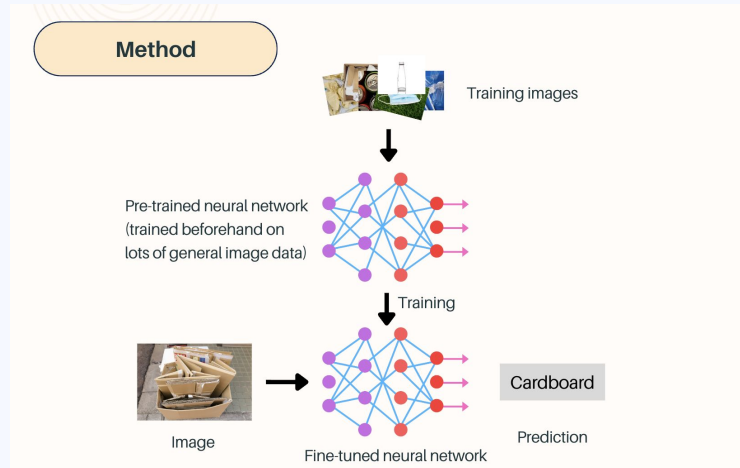 Method
Training images
Pre-trained neural network
(trained beforehand on
lots of general image data)
Training
Cardboard
Image
Prediction
Fine-tuned neural network